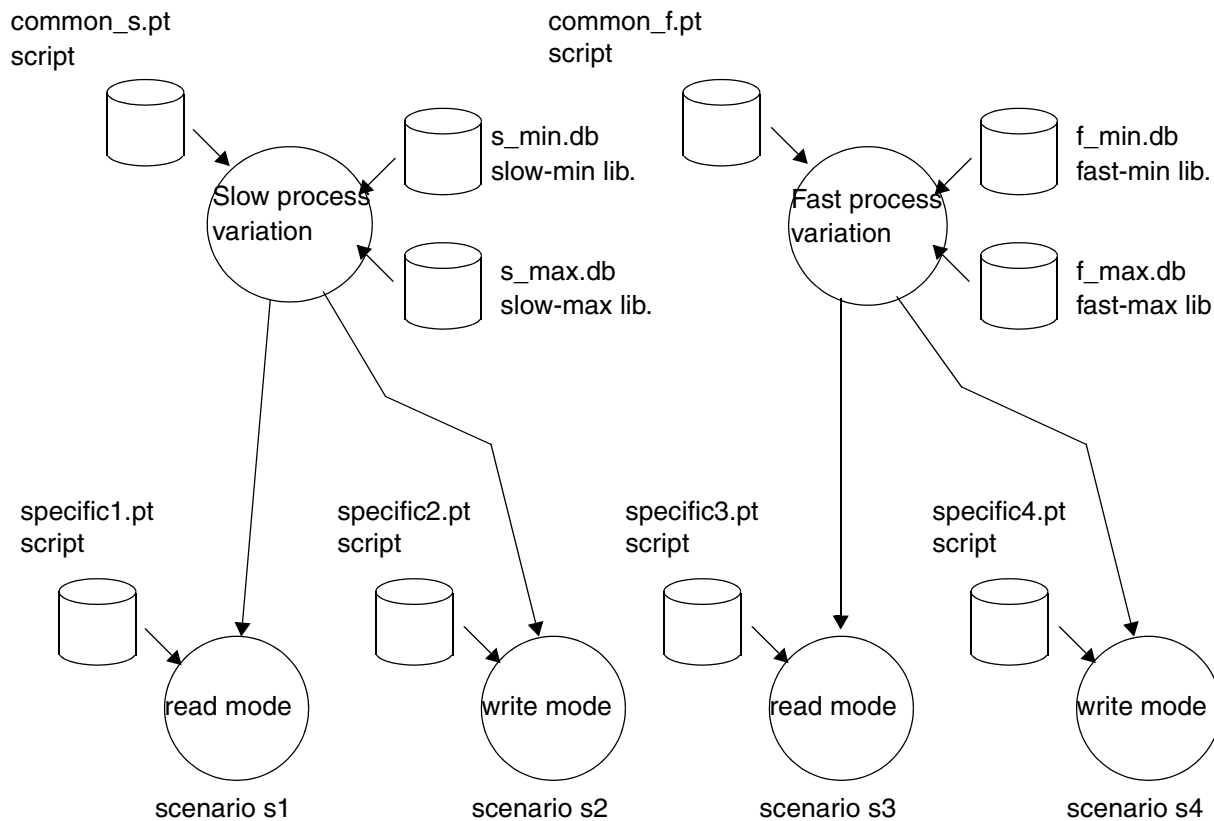 common_s.pt
script
common_f.pt
script
s_min.db
slow-min lib.
f_min.db
fast-min lib.
Slow process
variation
Fast process
variation
s_max.db
slow-max lib.
f_max.db
fast-max lib
specific1.pt
script
specific2.pt
script
specific3.pt
script
specific4.pt
script
read mode
write mode
read mode
write mode
scenario s1
scenario s2
scenario s3
scenario s4